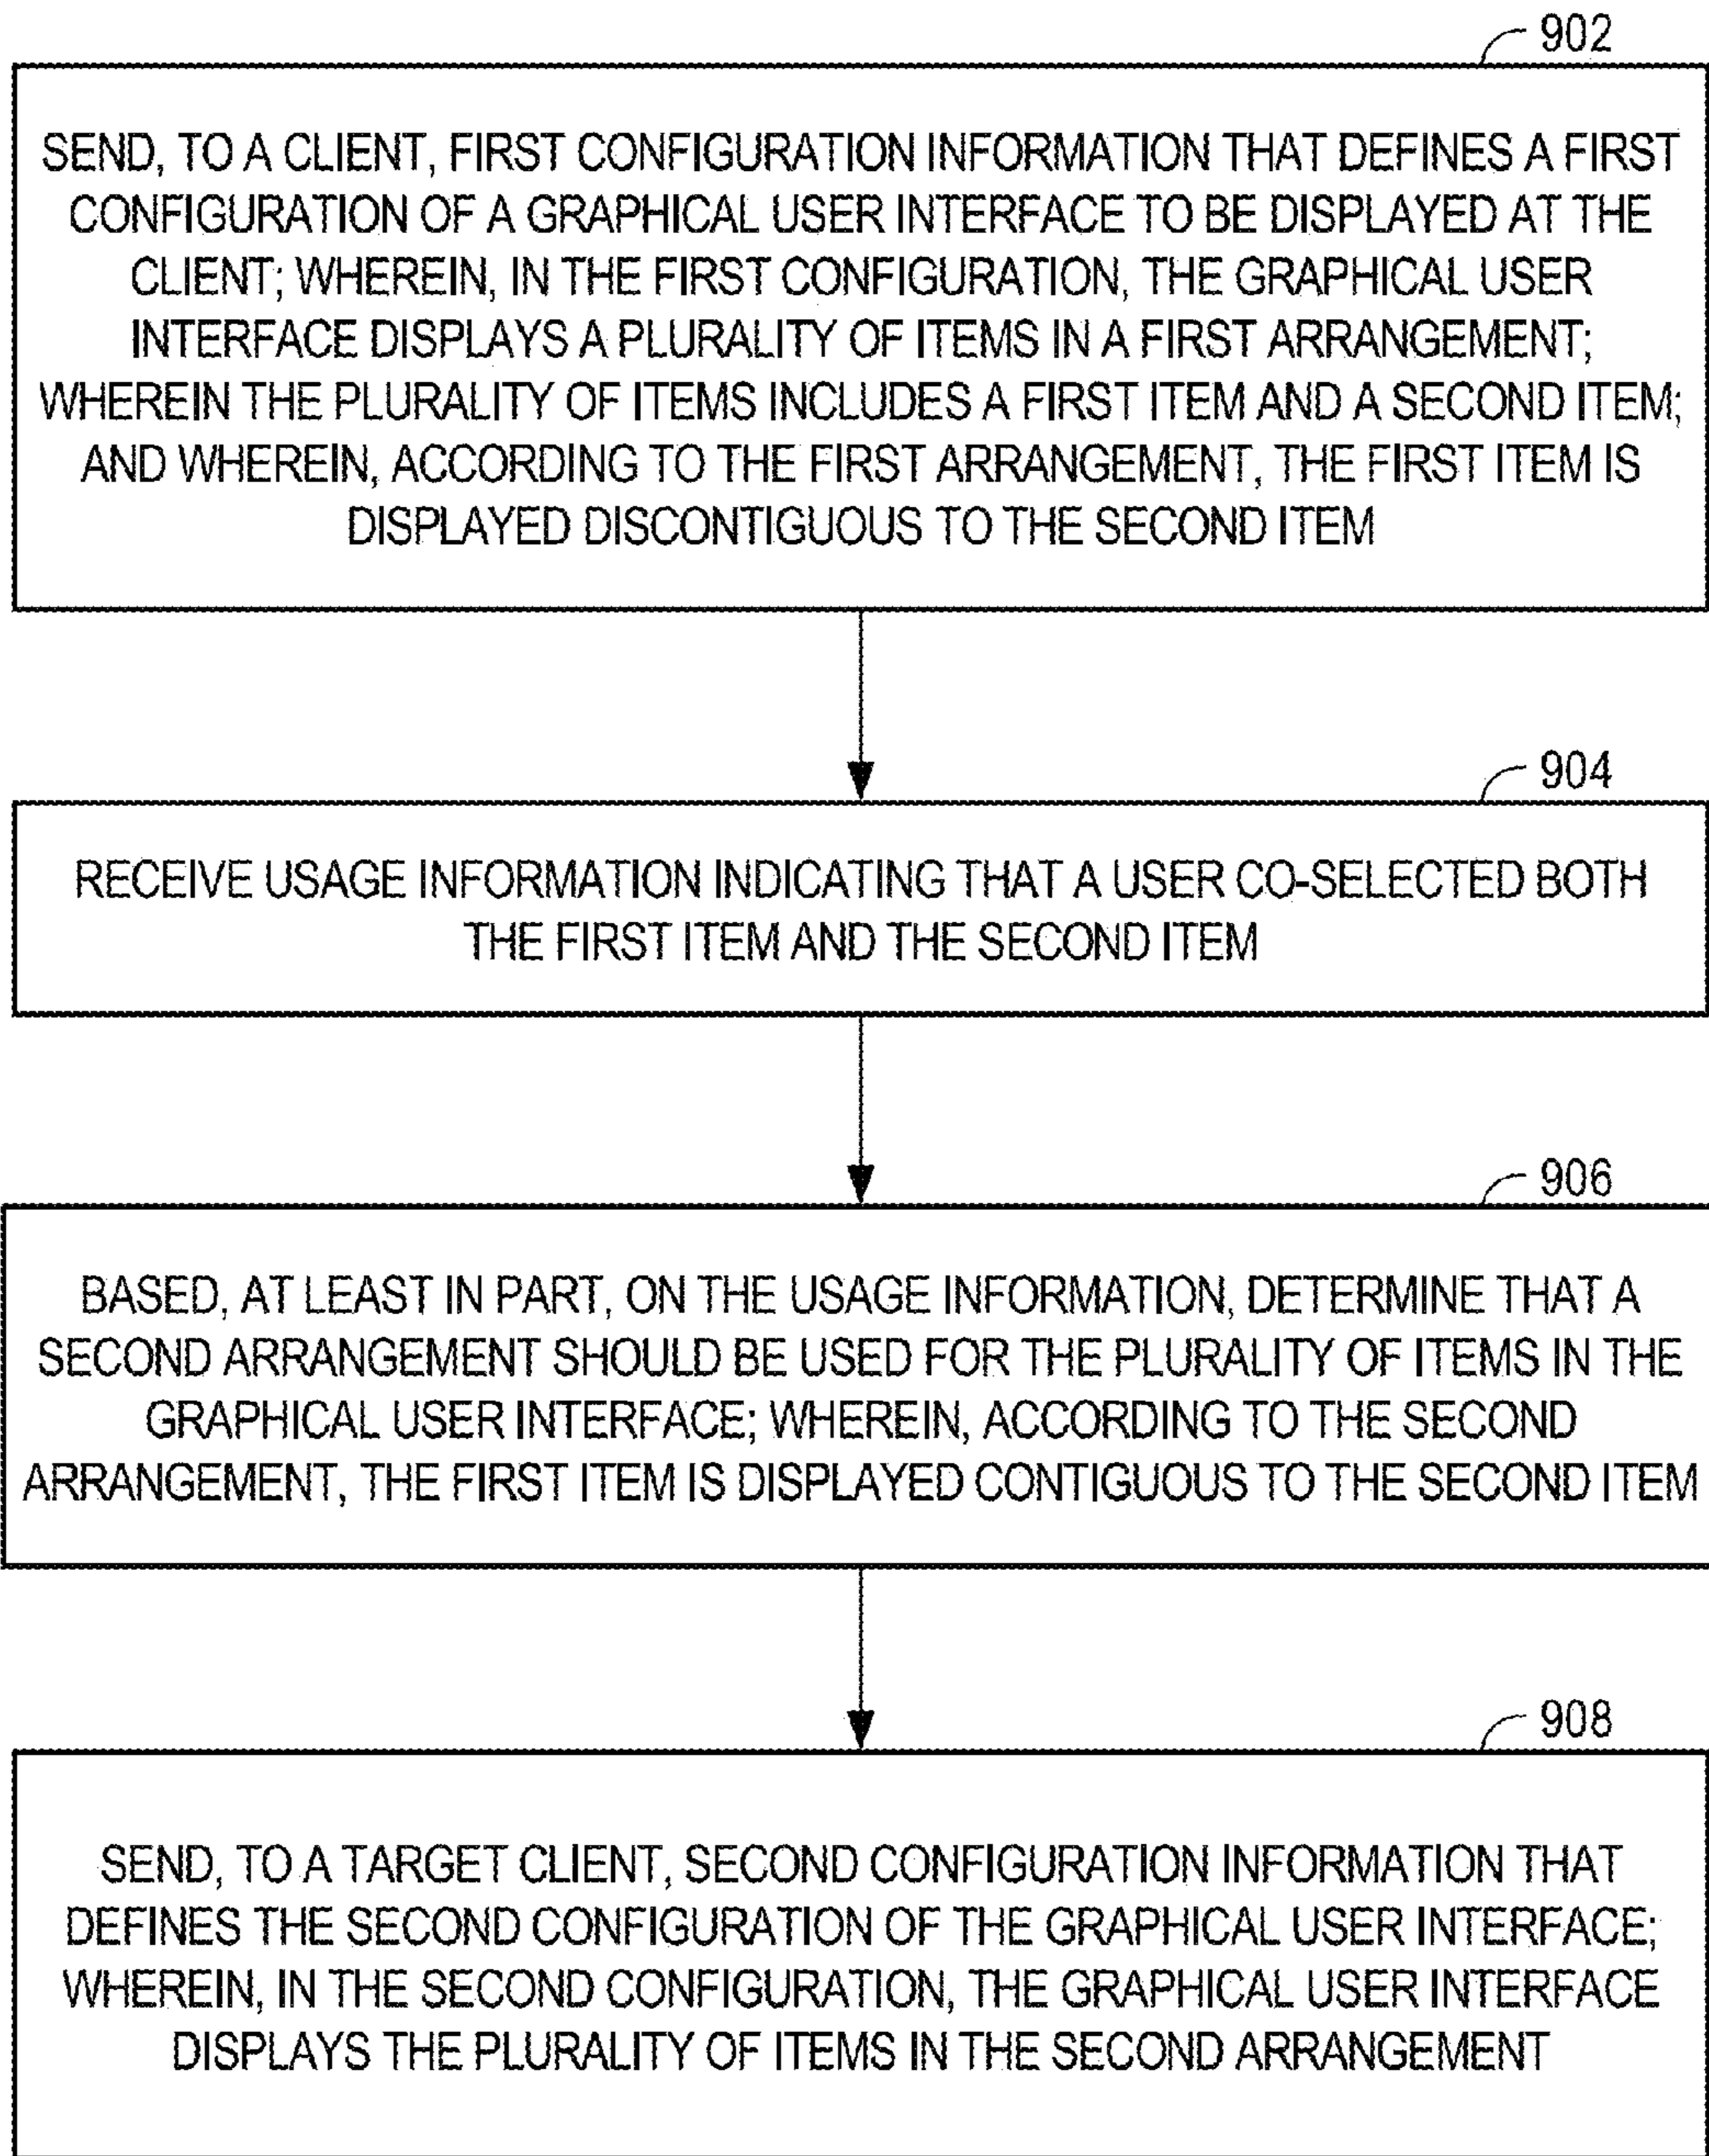 902
SEND, TO A CLIENT, FIRST CONFIGURATION INFORMATION THAT DEFINES A FIRST
CONFIGURATION OF A GRAPHICAL USER INTERFACE TO BE DISPLAYED AT THE
CLIENT; WHEREIN, IN THE FIRST CONFIGURATION, THE GRAPHICAL USER
INTERFACE DISPLAYS A PLURALITY OF ITEMS IN A FIRST ARRANGEMENT;
WHEREIN THE PLURALITY OF ITEMS INCLUDES A FIRST ITEM AND A SECOND ITEM;
AND WHEREIN, ACCORDING TO THE FIRST ARRANGEMENT, THE FIRST ITEM IS
DISPLAYED DISCONTIGUOUS TO THE SECOND ITEM
904
RECEIVE USAGE INFORMATION INDICATING THAT A USER CO-SELECTED BOTH
THE FIRST ITEM AND THE SECOND ITEM
906
BASED, AT LEAST IN PART, ON THE USAGE INFORMATION, DETERMINE THAT A
SECOND ARRANGEMENT SHOULD BE USED FOR THE PLURALITY OF ITEMS IN THE
GRAPHICAL USER INTERFACE; WHEREIN, ACCORDING TO THE SECOND
ARRANGEMENT, THE FIRST ITEM IS DISPLAYED CONTIGUOUS TO THE SECOND ITEM
908
SEND, TO A TARGET CLIENT, SECOND CONFIGURATION INFORMATION THAT
DEFINES THE SECOND CONFIGURATION OF THE GRAPHICAL USER INTERFACE;
WHEREIN, IN THE SECOND CONFIGURATION, THE GRAPHICAL USER INTERFACE
DISPLAYS THE PLURALITY OF ITEMS IN THE SECOND ARRANGEMENT